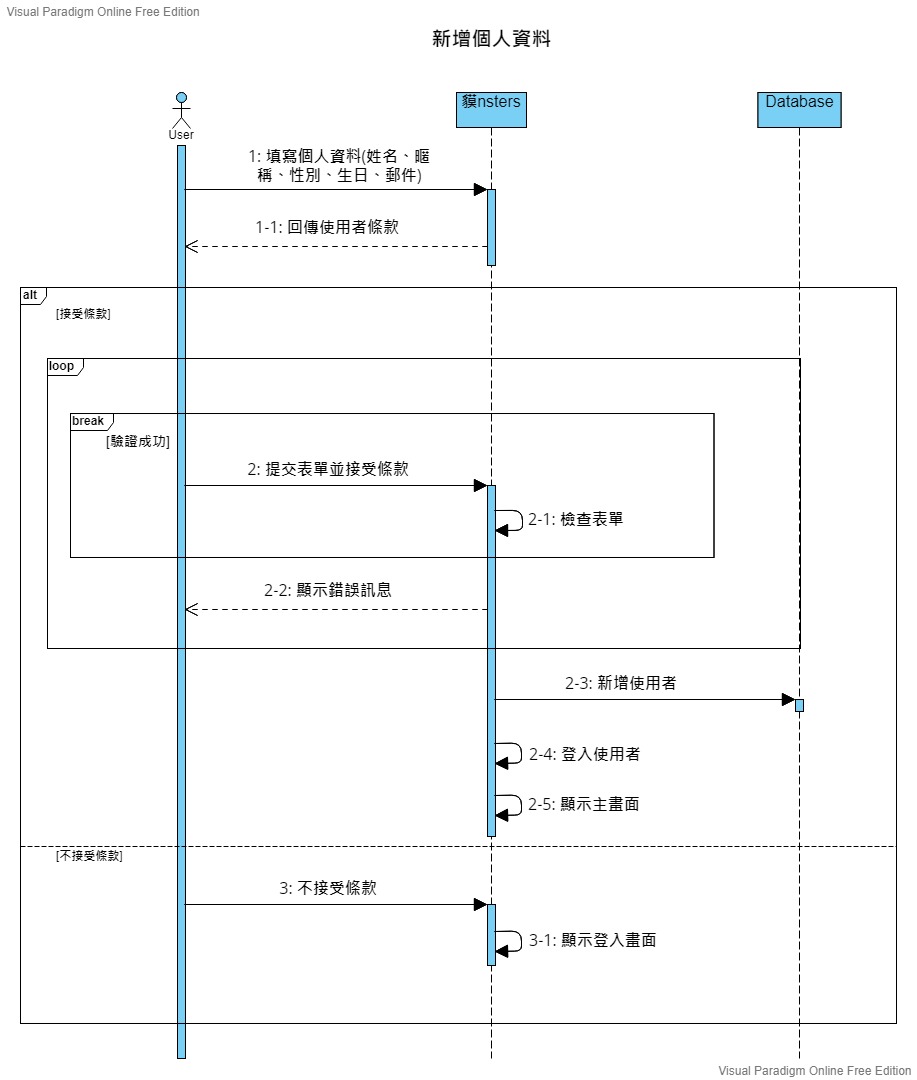 Visual Paradigm Online Free Edition
新增個人資料
貘nsters
Database
User
1: 填寫個人資料(姓名、暱
稱、性別、生日、郵件)
1-1: 回傳使用者條款
alt
[接受條款]
loop
break
[驗證成功]
2: 提交表單並接受條款
2-1: 檢查表單
2-2: 顯示錯誤訊息
2-3: 新增使用者
2-4: 登入使用者
2-5: 顯示主畫面
[不接受條款]
3: 不接受條款
3-1: 顯示登入畫面
Visual Paradigm Online Free Edition